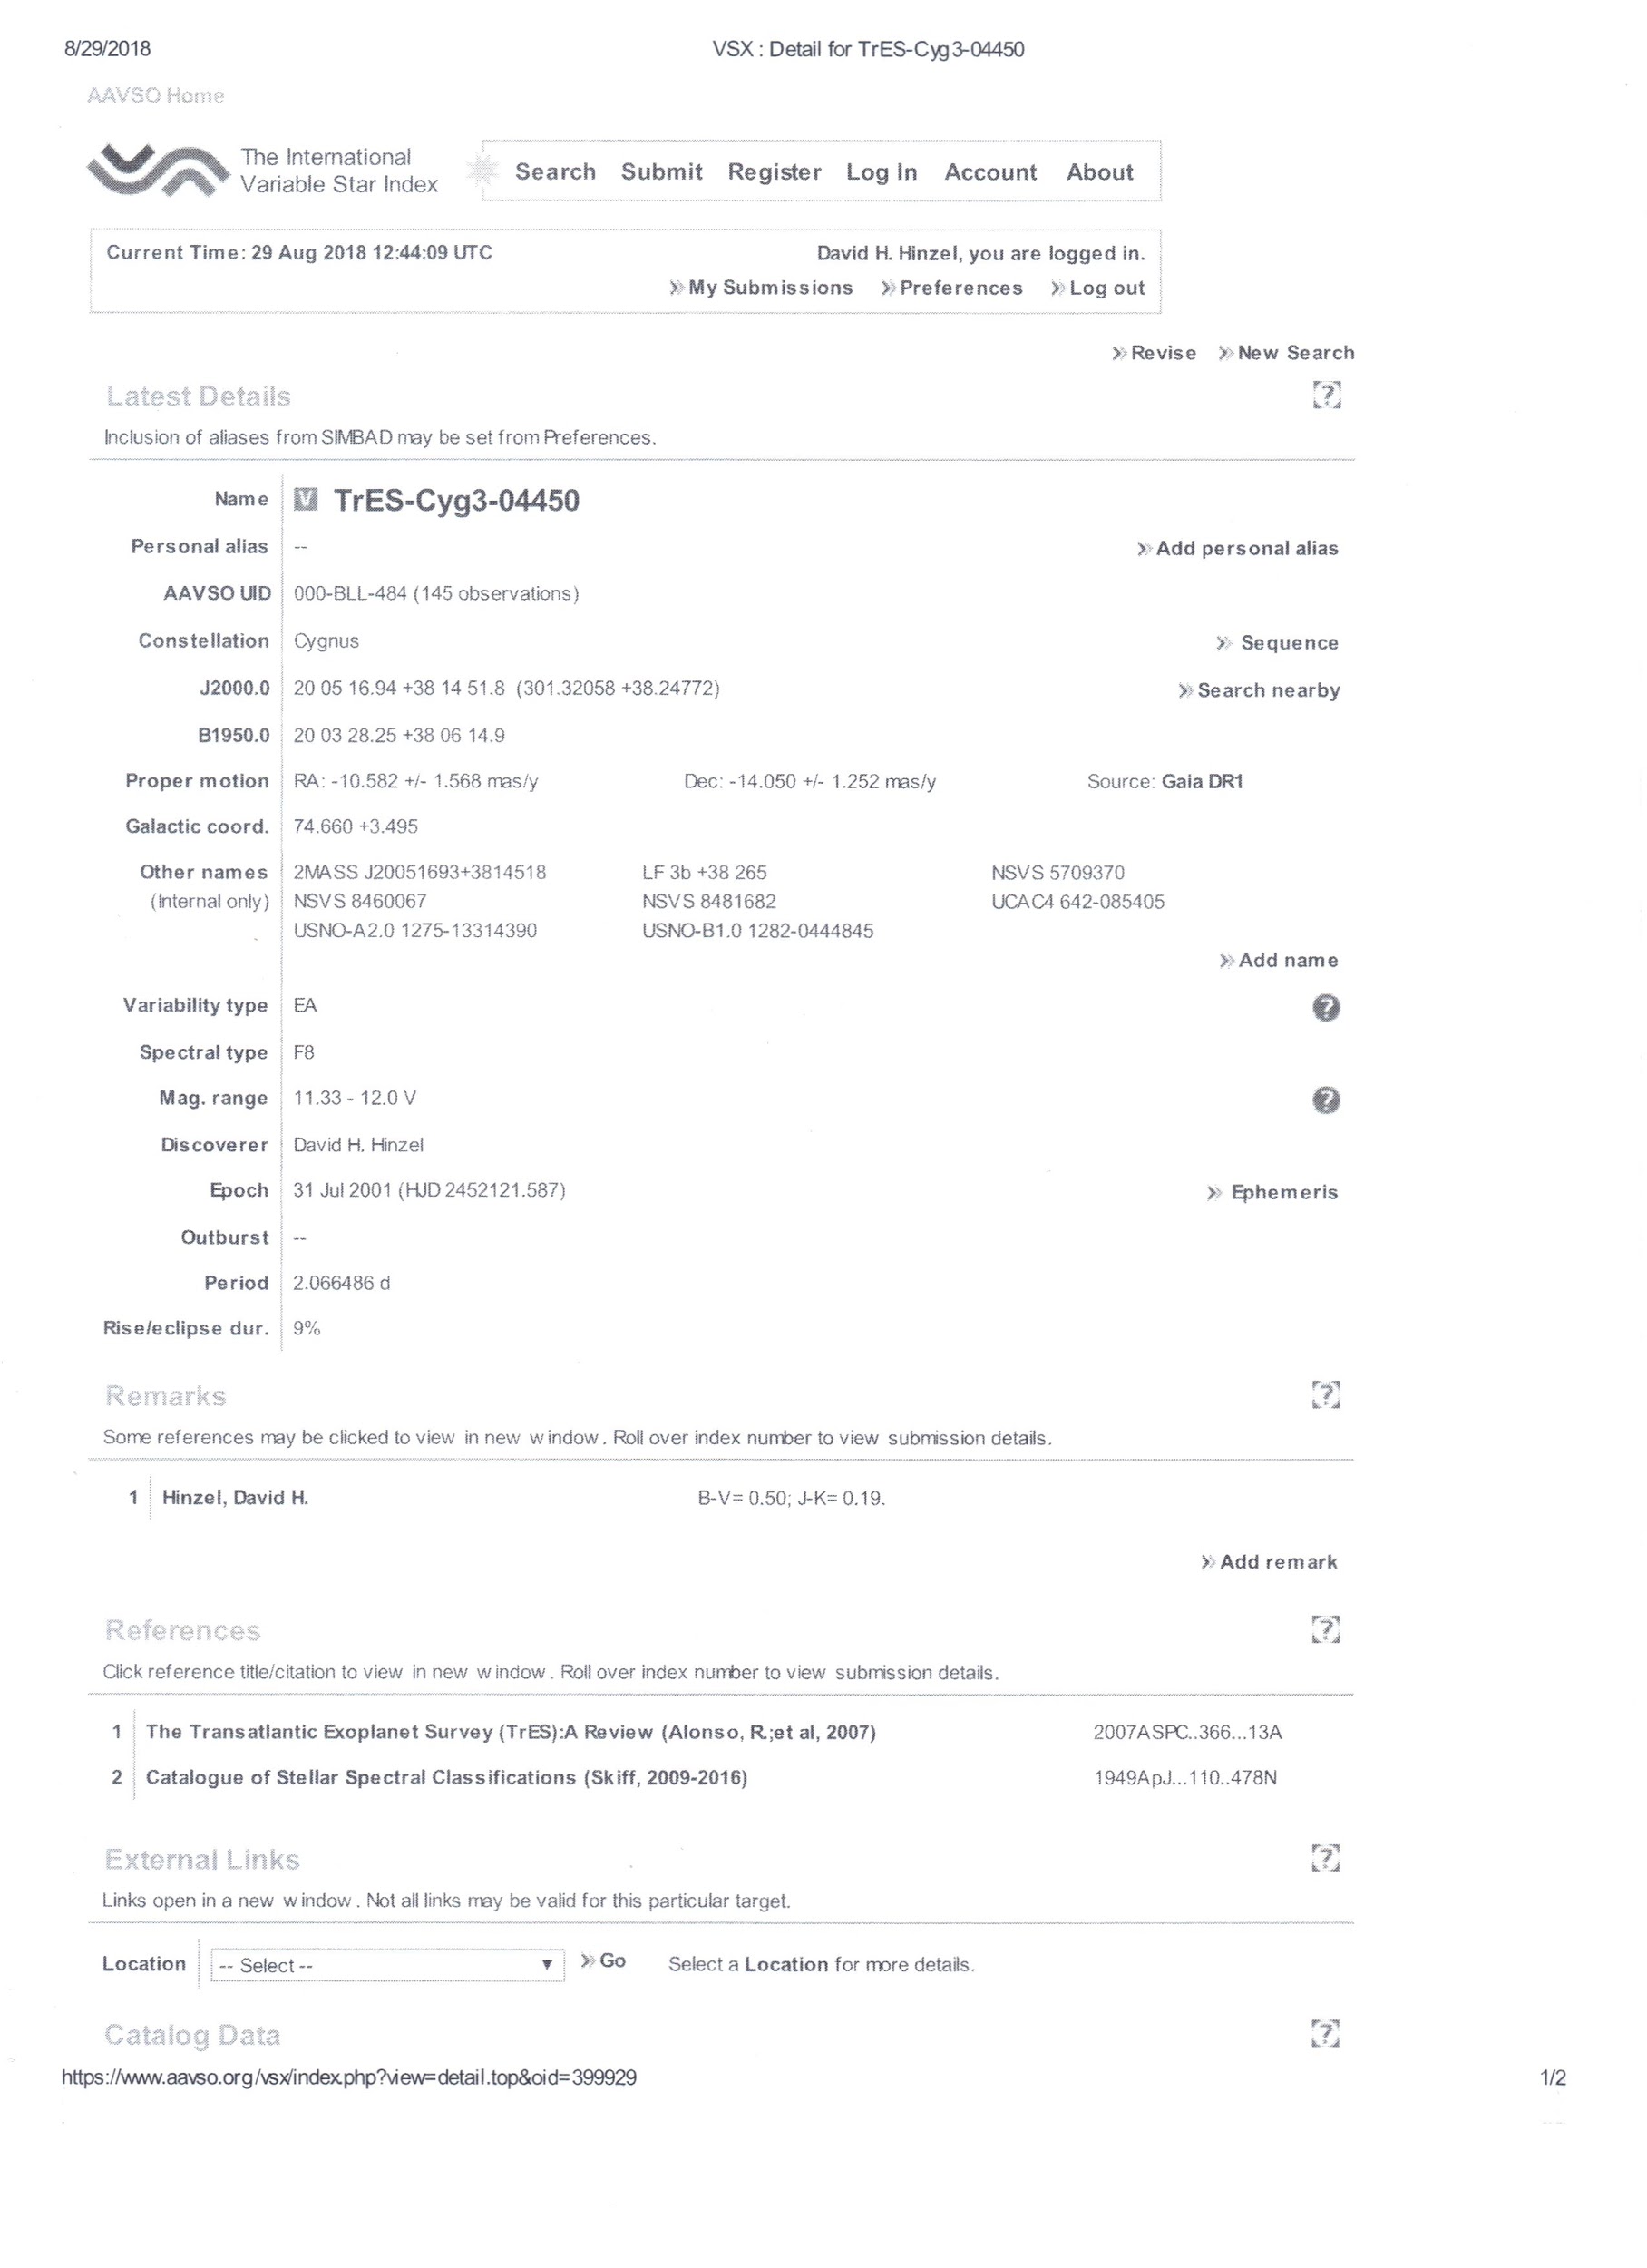 8/29/2018 VSX : Detail for TrES-Cyg3-04450
AAVSO Home
The International
Variable Star Index
Search Submit Register Log In Account About
Current Time: 29 Aug 2018 12:44:09 UTC David H. Hinzel, you are logged in.
» My Submissions » Preferences » Log out
» Revise » New Search
Latest Details [?]
Inclusion of aliases from SIMBAD may be set from Preferences.
Name V TrES-Cyg3-04450
Personal alias -- » Add personal alias
AAVSO UID 000-BLL-484 (145 observations)
Constellation Cygnus » Sequence
J2000.0 20 05 16.94 +38 14 51.8 (301.32058 +38.24772) » Search nearby
B1950.0 20 03 28.25 +38 06 14.9
Proper motion RA: -10.582 +/- 1.568 mas/y Dec: -14.050 +/- 1.252 mas/y Source: Gaia DR1
Galactic coord. 74.660 +3.495
Other names 2MASS J20051693+3814518 LF 3b +38 265 NSVS 5709370
(Internal only) NSVS 8460067 NSVS 8481682 UCAC4 642-085405
USNO-A2.0 1275-13314390 USNO-B1.0 1282-0444845
» Add name
Variability type EA ?
Spectral type F8
Mag. range 11.33 - 12.0 V ?
Discoverer David H. Hinzel
Epoch 31 Jul 2001 (HJD 2452121.587) » Ephemeris
Outburst --
Period 2.066486 d
Rise/eclipse dur. 9%
Remarks [?]
Some references may be clicked to view in new window. Roll over index number to view submission details.
1 Hinzel, David H. B-V= 0.50; J-K= 0.19.
» Add remark
References [?]
Click reference title/citation to view in new window. Roll over index number to view submission details.
1 The Transatlantic Exoplanet Survey (TrES):A Review (Alonso, R.;et al, 2007) 2007ASPC..366...13A
2 Catalogue of Stellar Spectral Classifications (Skiff, 2009-2016) 1949ApJ...110..478N
External Links [?]
Links open in a new window. Not all links may be valid for this particular target.
Location -- Select -- ▼ » Go Select a Location for more details.
Catalog Data [?]
https://www.aavso.org/vsx/index.php?view=detail.top&oid=399929 1/2